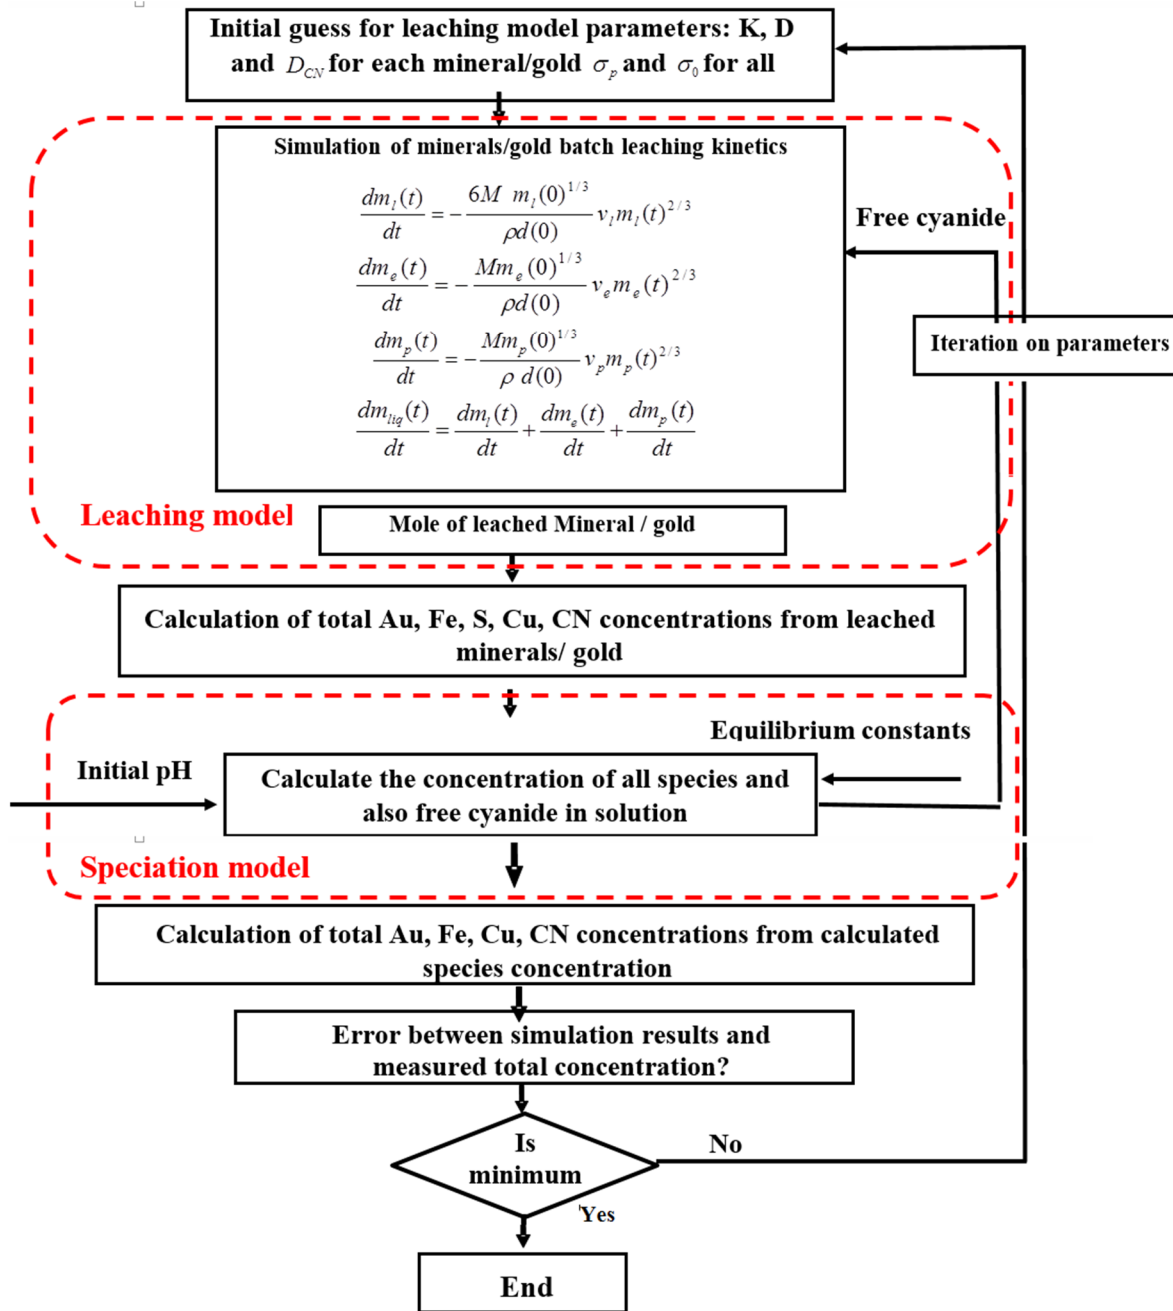 Initial guess for leaching model parameters: K, D
and D_CN for each mineral/gold σ_p and σ_0 for all
Simulation of minerals/gold batch leaching kinetics
dm_l(t)/dt = − 6M m_l(0)^1/3 / ρd(0) v_l m_l(t)^2/3
Free cyanide
dm_e(t)/dt = − Mm_e(0)^1/3 / ρd(0) v_e m_e(t)^2/3
Iteration on parameters
dm_p(t)/dt = − Mm_p(0)^1/3 / ρ d(0) v_p m_p(t)^2/3
dm_liq(t)/dt = dm_l(t)/dt + dm_e(t)/dt + dm_p(t)/dt
Leaching model
Mole of leached Mineral / gold
Calculation of total Au, Fe, S, Cu, CN concentrations from leached
minerals/ gold
Equilibrium constants
Initial pH
Calculate the concentration of all species and
also free cyanide in solution
Speciation model
Calculation of total Au, Fe, Cu, CN concentrations from calculated
species concentration
Error between simulation results and
measured total concentration?
Is
minimum
No
'Yes
End